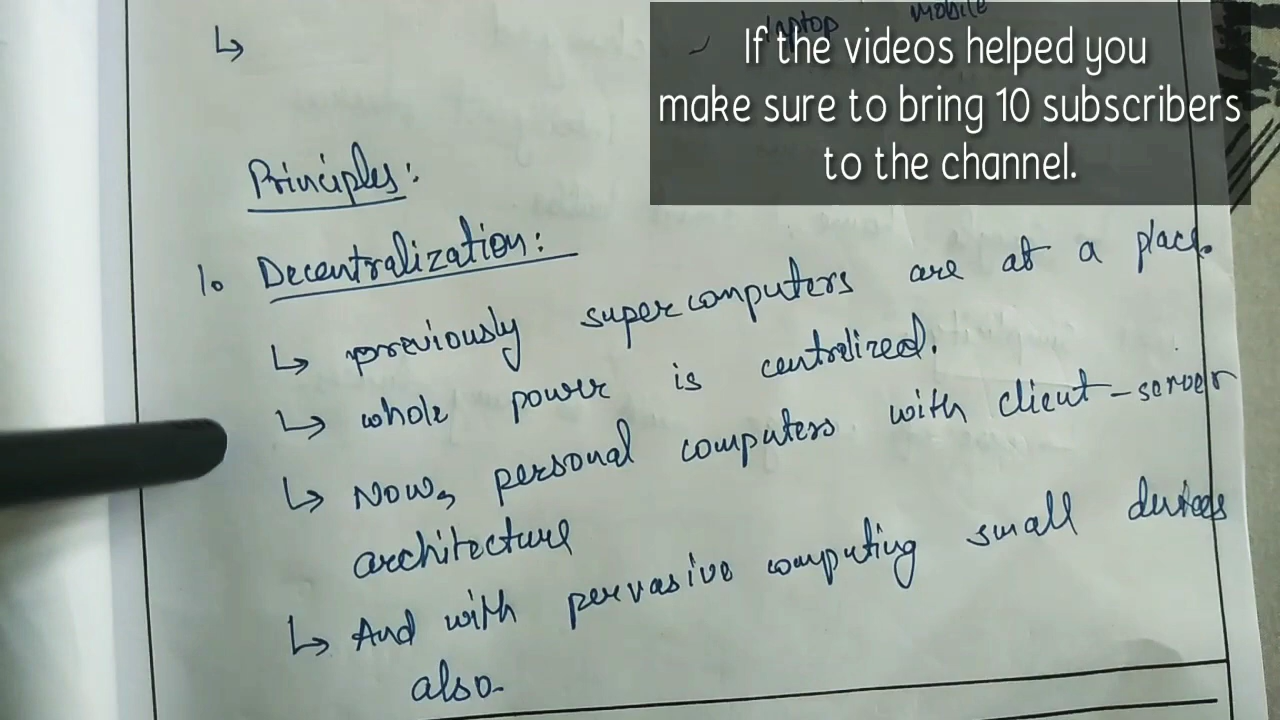 laptop mobile
If the videos helped you
make sure to bring 10 subscribers
to the channel.
Principles:
1. Decentralization:
↳ previously supercomputers are at a place.
↳ whole power is centralized.
↳ Now, personal computers with client-server
architecture
↳ And with pervasive computing small devices
also.